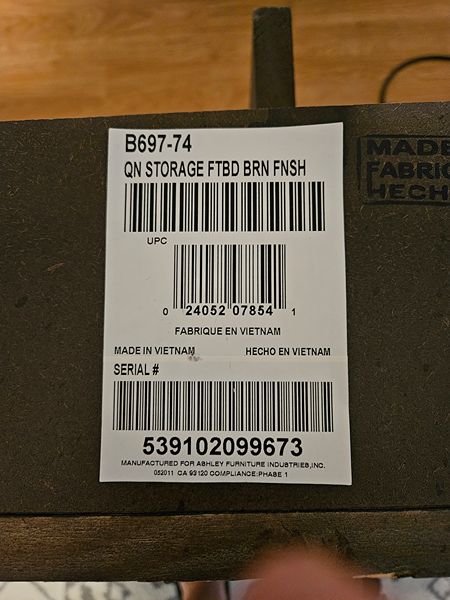 B697-74
QN STORAGE FTBD BRN FNSH
UPC
0 24052 07854 1
FABRIQUE EN VIETNAM
MADE IN VIETNAM HECHO EN VIETNAM
SERIAL #
539102099673
MANUFACTURED FOR ASHLEY FURNITURE INDUSTRIES,INC.
052011 CA 93120 COMPLIANCE:PHASE 1
MADE
FABRIC
HECH